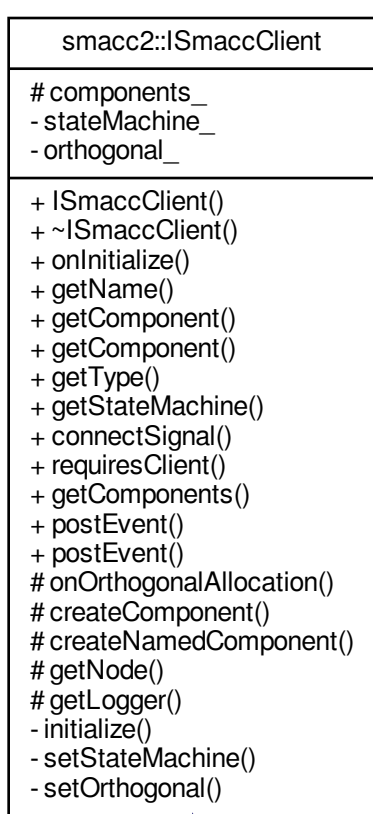 smacc2::ISmaccClient
# components_
- stateMachine_
- orthogonal_
+ ISmaccClient()
+ ~ISmaccClient()
+ onInitialize()
+ getName()
+ getComponent()
+ getComponent()
+ getType()
+ getStateMachine()
+ connectSignal()
+ requiresClient()
+ getComponents()
+ postEvent()
+ postEvent()
# onOrthogonalAllocation()
# createComponent()
# createNamedComponent()
# getNode()
# getLogger()
- initialize()
- setStateMachine()
- setOrthogonal()